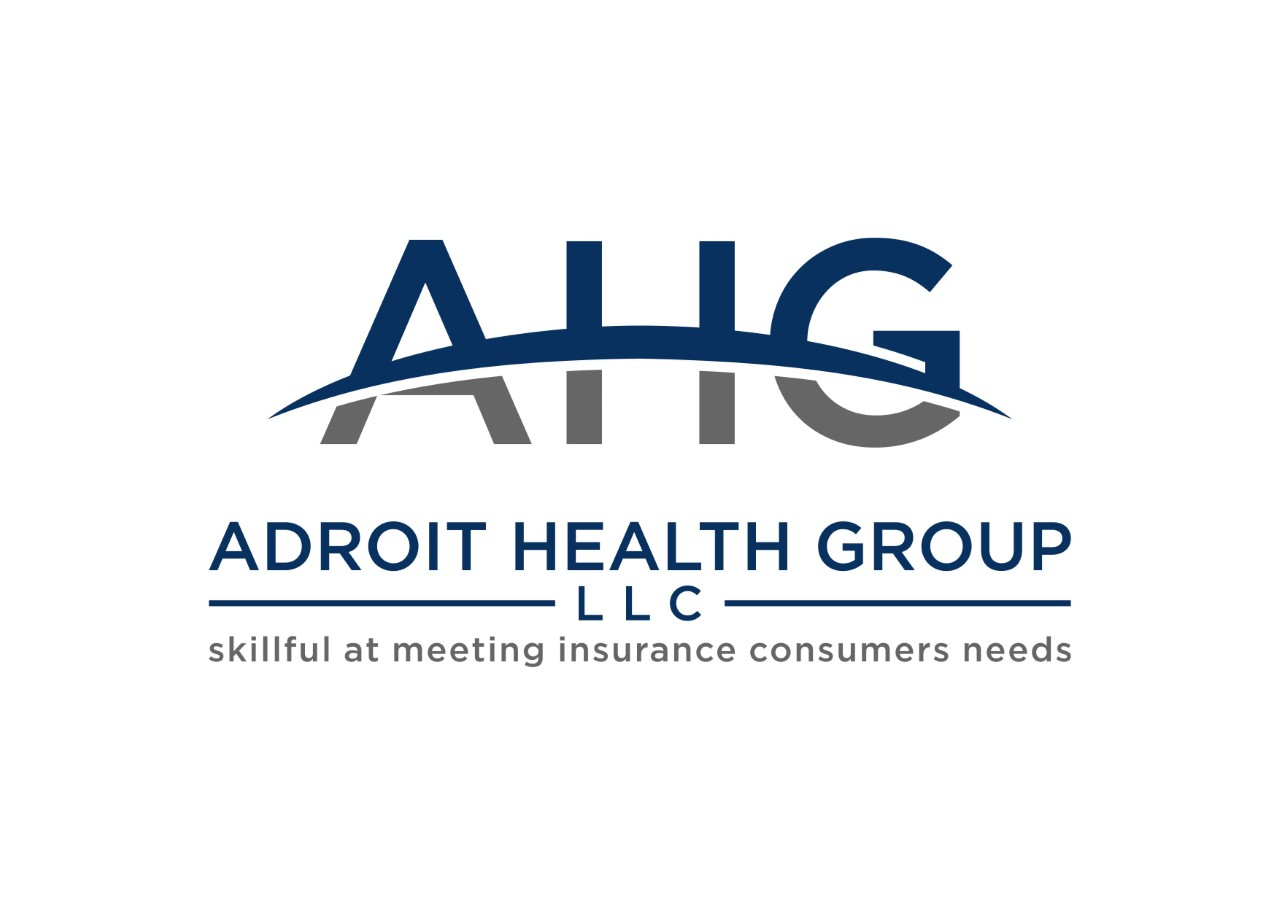 AHG
ADROIT HEALTH GROUP
LLC
skillful at meeting insurance consumers needs